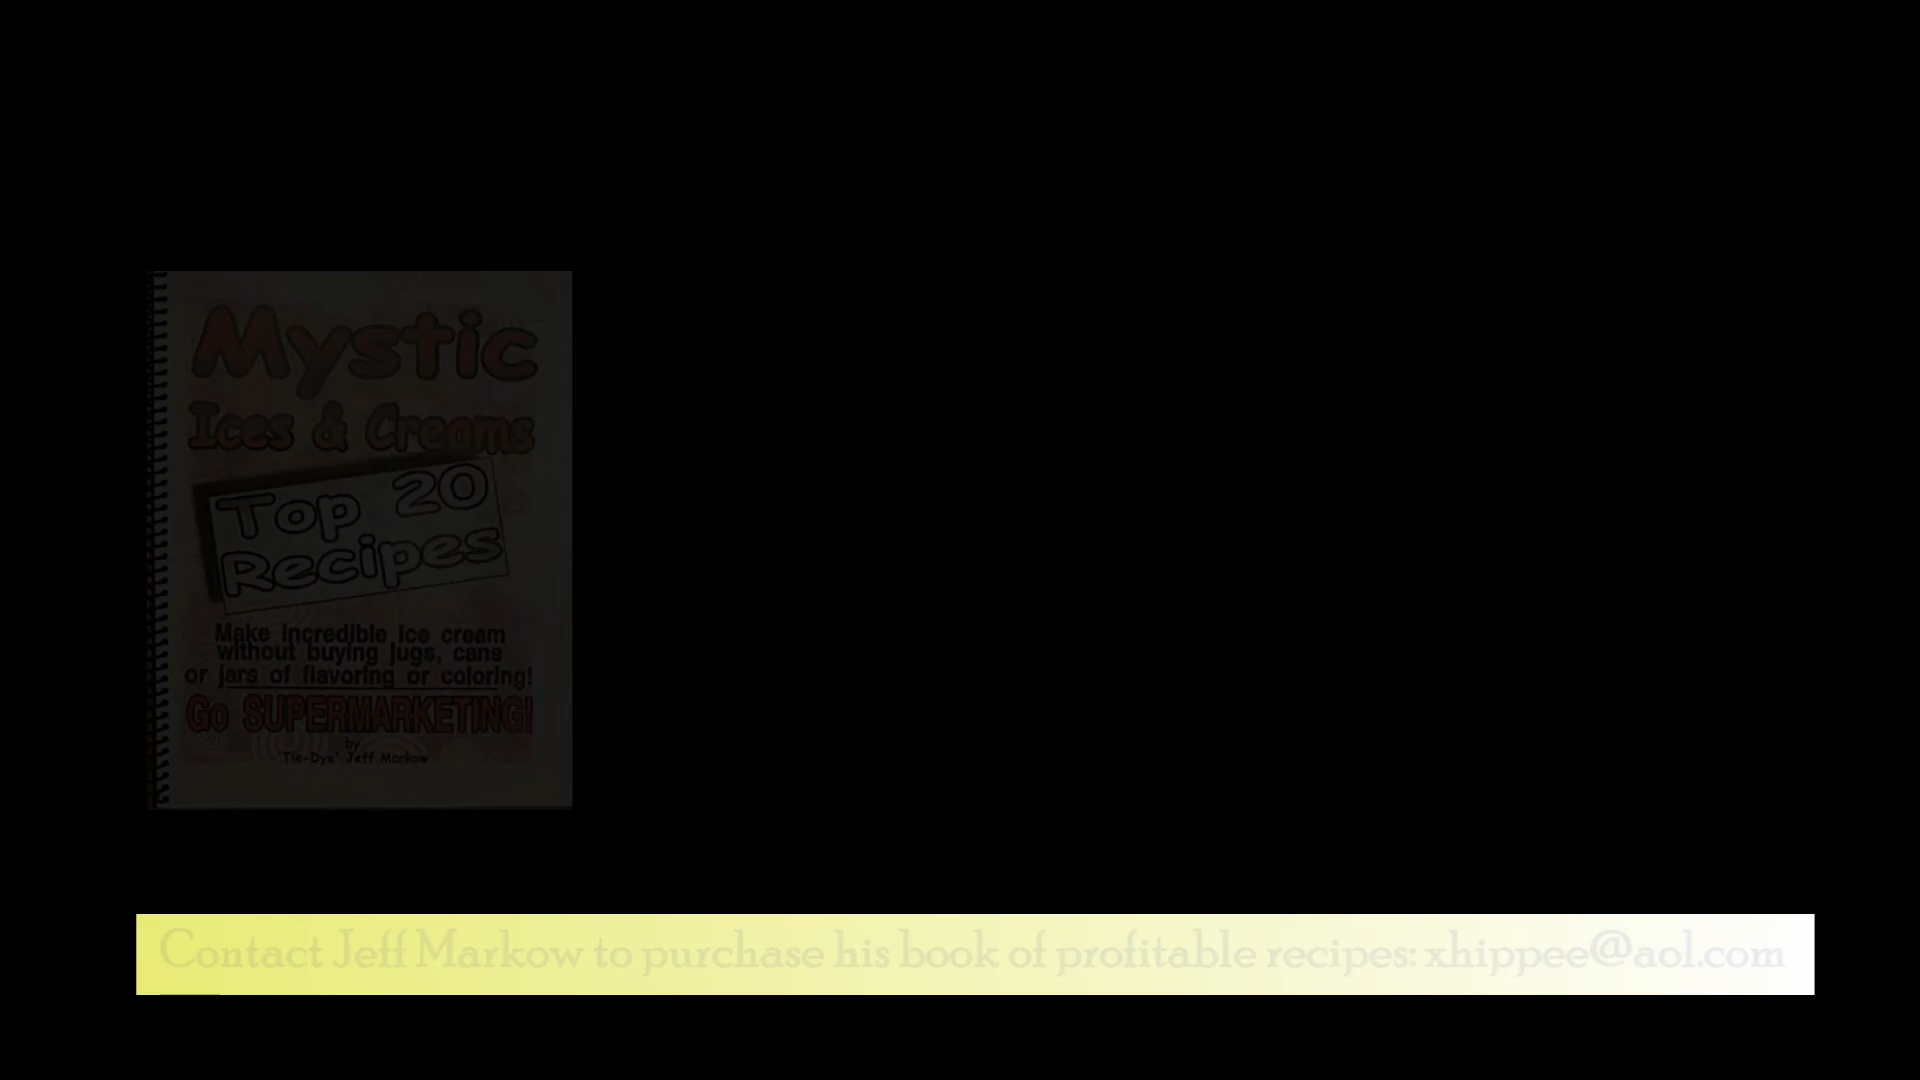 Mystic
Ices & Creams
Top 20
Recipes
Make incredible ice cream
without buying jugs, cans
or jars of flavoring or coloring!
Go SUPERMARKETING!
by
'Tie-Dye' Jeff Markow
Contact Jeff Markow to purchase his book of profitable recipes: xhippee@aol.com